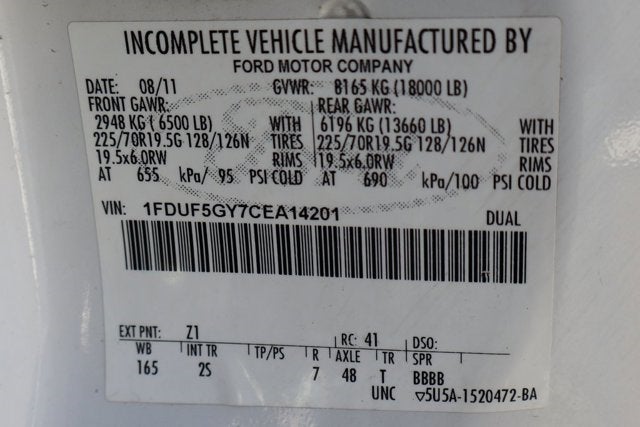 INCOMPLETE VEHICLE MANUFACTURED BY
FORD MOTOR COMPANY
DATE: 08/11 GVWR: 8165 KG (18000 LB)
FRONT GAWR: REAR GAWR:
2948 KG ( 6500 LB) WITH 6196 KG (13660 LB) WITH
225/70R19.5G 128/126N TIRES 225/70R19.5G 128/126N TIRES
19.5x6.0RW RIMS 19.5x6.0RW RIMS
AT 655 kPa/ 95 PSI COLD AT 690 kPa/100 PSI COLD
VIN: 1FDUF5GY7CEA14201 DUAL
EXT PNT: Z1 RC: 41 DSO:
WB INT TR TP/PS R AXLE TR SPR
165 2S 7 48 T BBBB
UNC ▽5U5A-1520472-BA